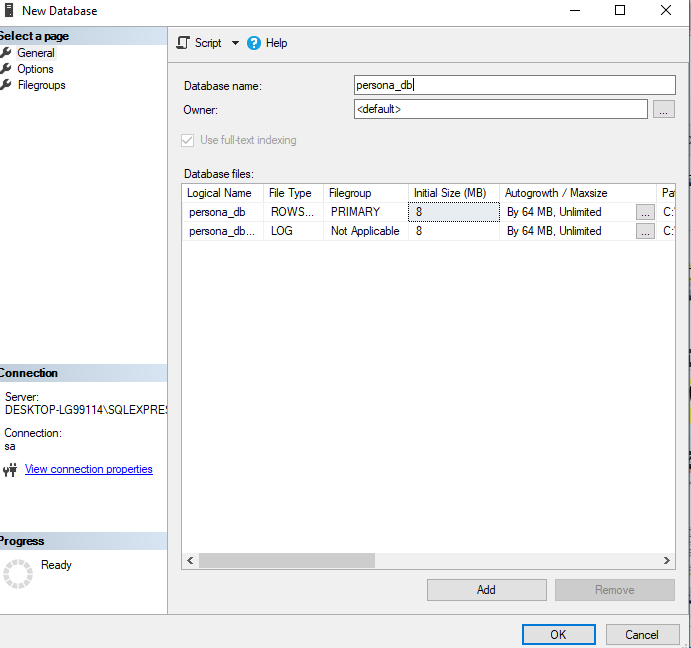 New Database
Select a page
General
Options
Filegroups
Script
Help
Database name:
persona_db
Owner:
<default>
...
Use full-text indexing
Database files:
Logical Name File Type Filegroup Initial Size (MB) Autogrowth / Maxsize Pat
persona_db ROWS... PRIMARY 8 By 64 MB, Unlimited ... C:\
persona_db... LOG Not Applicable 8 By 64 MB, Unlimited ... C:\
Connection
Server:
DESKTOP-LG99114\SQLEXPRES
Connection:
sa
View connection properties
Progress
Ready
Add
Remove
OK
Cancel